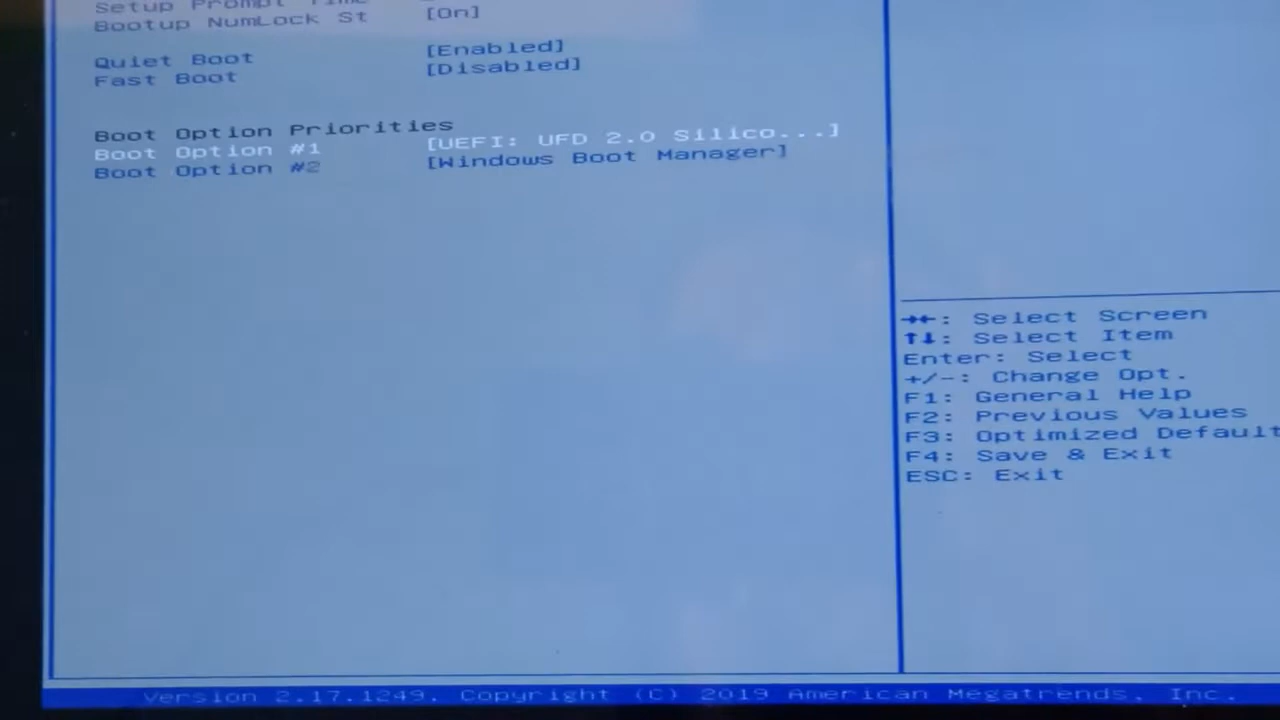 Setup Prompt Time
Bootup NumLock St [On]
Quiet Boot [Enabled]
Fast Boot [Disabled]
Boot Option Priorities
Boot Option #1 [UEFI: UFD 2.0 Silico...]
Boot Option #2 [Windows Boot Manager]
→←: Select Screen
↑↓: Select Item
Enter: Select
+/-: Change Opt.
F1: General Help
F2: Previous Values
F3: Optimized Default
F4: Save & Exit
ESC: Exit
Version 2.17.1249. Copyright (C) 2019 American Megatrends, Inc.